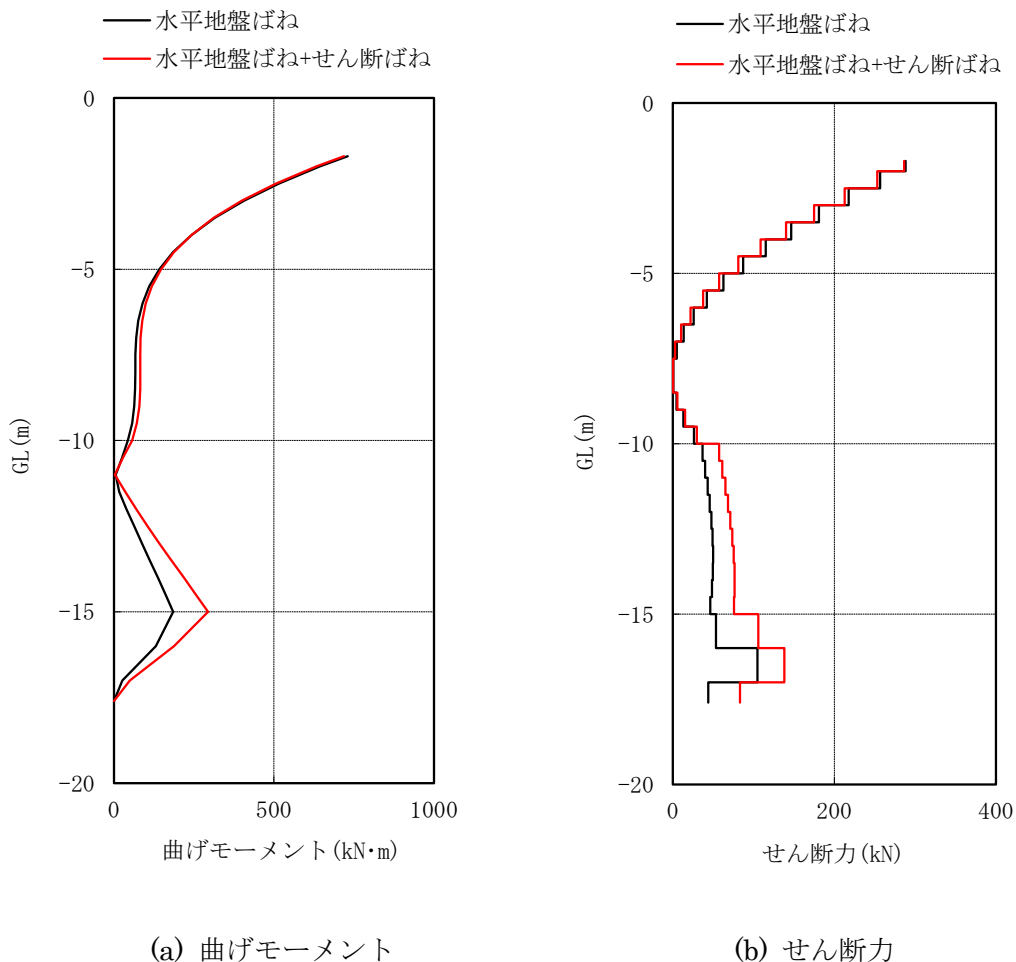 水平地盤ばね
水平地盤ばね+せん断ばね
0
−5
−10
−15
−20
GL(m)
0 500 1000
曲げモーメント(kN・m)
(a) 曲げモーメント
水平地盤ばね
水平地盤ばね+せん断ばね
0
−5
−10
−15
−20
GL(m)
0 200 400
せん断力(kN)
(b) せん断力